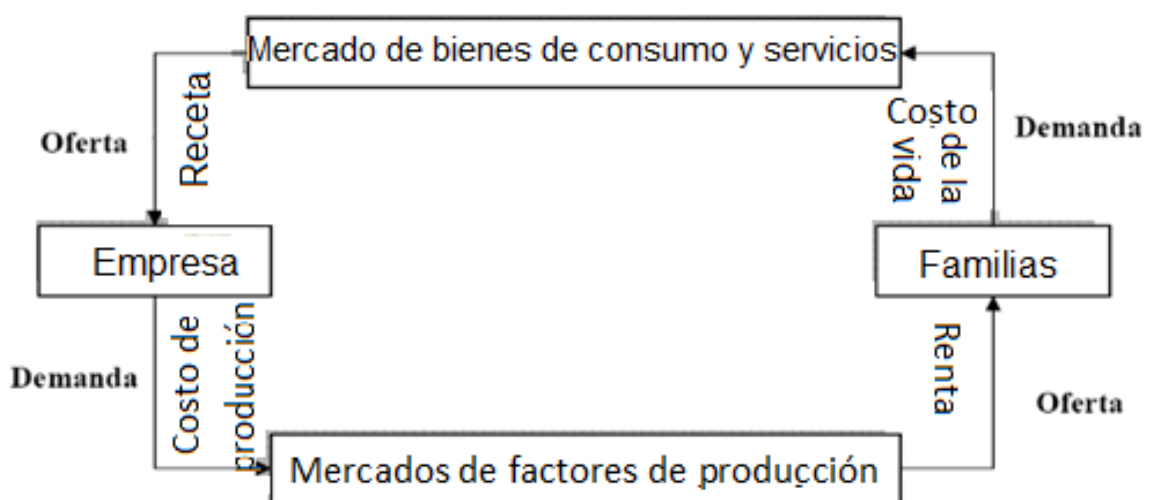 Mercado de bienes de consumo y servicios
Oferta
Receta
Costo de la vida
Demanda
Empresa
Familias
Demanda
Costo de producción
Renta
Oferta
Mercados de factores de producción